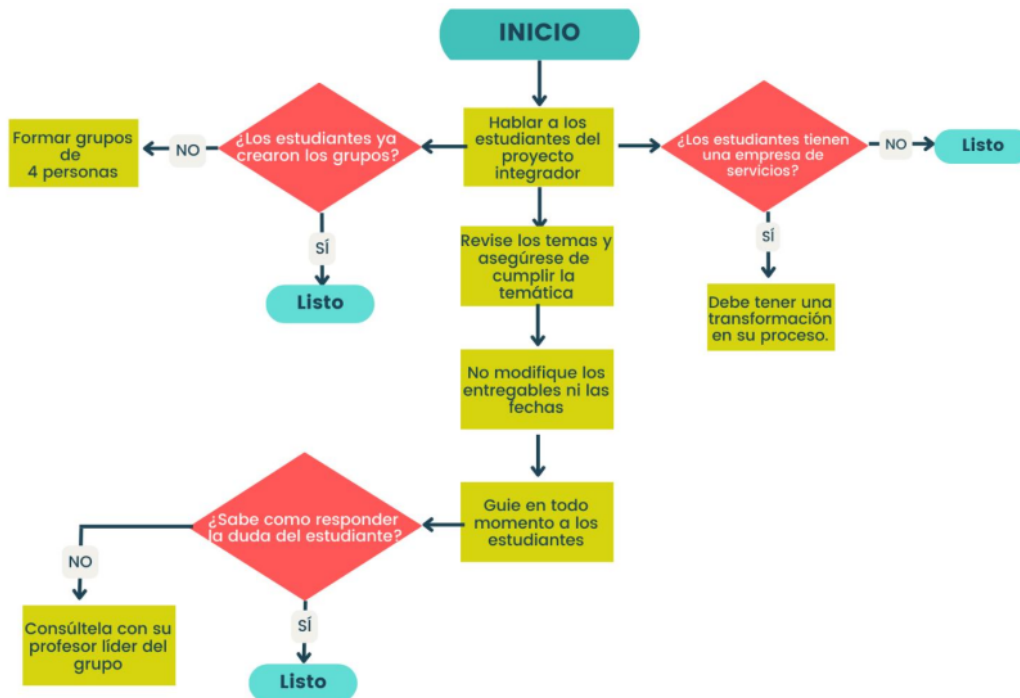 INICIO
Hablar a los
estudiantes del
proyecto
integrador
¿Los estudiantes ya
crearon los grupos?
NO
Formar grupos
de
4 personas
SÍ
Listo
¿Los estudiantes tienen
una empresa de
servicios?
NO
Listo
SÍ
Debe tener una
transformación
en su proceso.
Revise los temas y
asegúrese de
cumplir la
temática
No modifique los
entregables ni las
fechas
Guie en todo
momento a los
estudiantes
¿Sabe como responder
la duda del estudiante?
NO
Consúltela con su
profesor líder del
grupo
SÍ
Listo